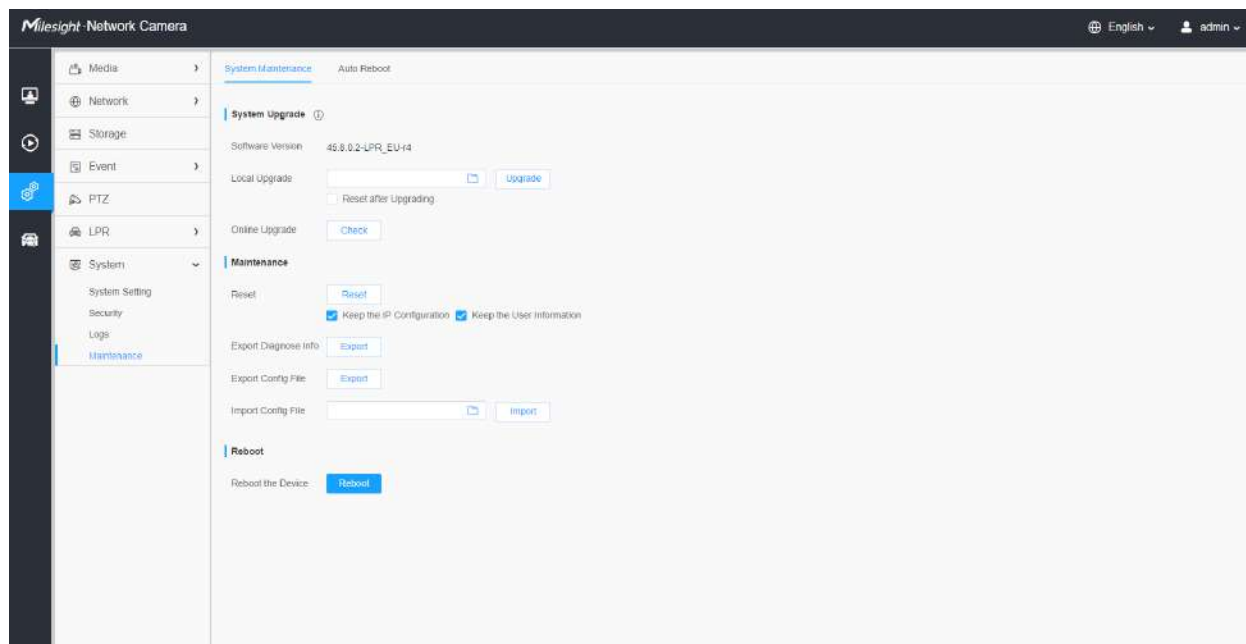 Milesight-Network Camera
English
admin
Media
Network
Storage
Event
PTZ
LPR
System
System Setting
Security
Logs
Maintenance
System Maintenance
Auto Reboot
System Upgrade
Software Version 45.8.0.2-LPR_EU-r4
Local Upgrade Upgrade
Reset after Upgrading
Online Upgrade Check
Maintenance
Reset Reset
Keep the IP Configuration Keep the User Information
Export Diagnose Info Export
Export Config File Export
Import Config File Import
Reboot
Reboot the Device Reboot